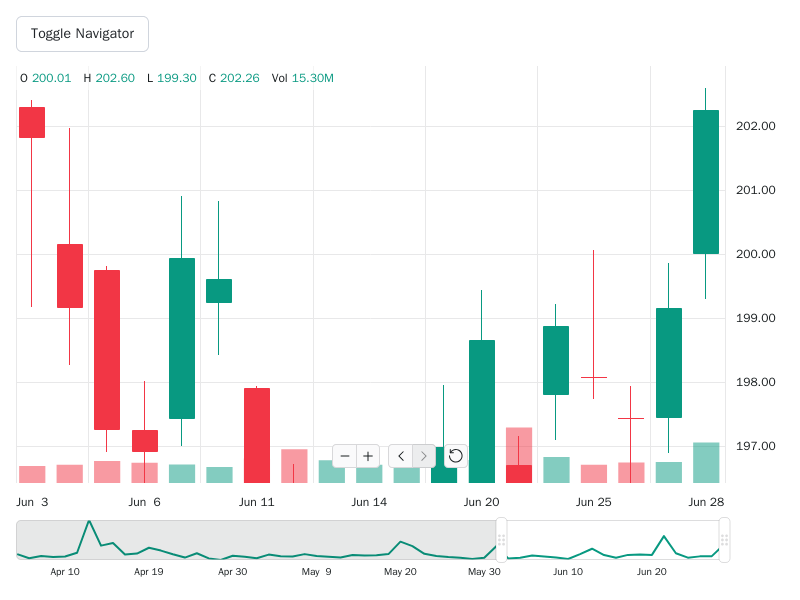 Toggle Navigator
O 200.01 H 202.60 L 199.30 C 202.26 Vol 15.30M
202.00
201.00
200.00
199.00
198.00
197.00
Jun 3 Jun 6 Jun 11 Jun 14 Jun 20 Jun 25 Jun 28
Apr 10 Apr 19 Apr 30 May 9 May 20 May 30 Jun 10 Jun 20